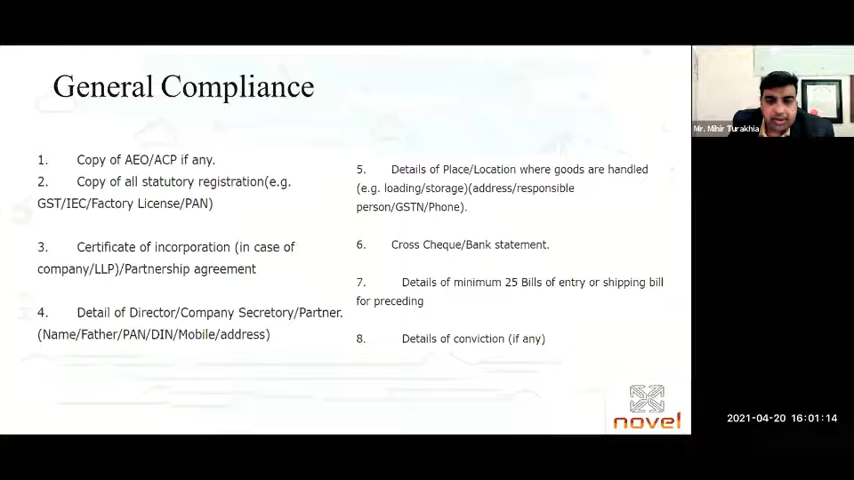 General Compliance
1. Copy of AEO/ACP if any.
2. Copy of all statutory registration(e.g.
GST/IEC/Factory License/PAN)
3. Certificate of incorporation (in case of
company/LLP)/Partnership agreement
4. Detail of Director/Company Secretory/Partner.
(Name/Father/PAN/DIN/Mobile/address)
5. Details of Place/Location where goods are handled
(e.g. loading/storage)(address/responsible
person/GSTN/Phone).
6. Cross Cheque/Bank statement.
7. Details of minimum 25 Bills of entry or shipping bill
for preceding
8. Details of conviction (if any)
novel
Mr. Mihir Turakhia
2021-04-20 16:01:14